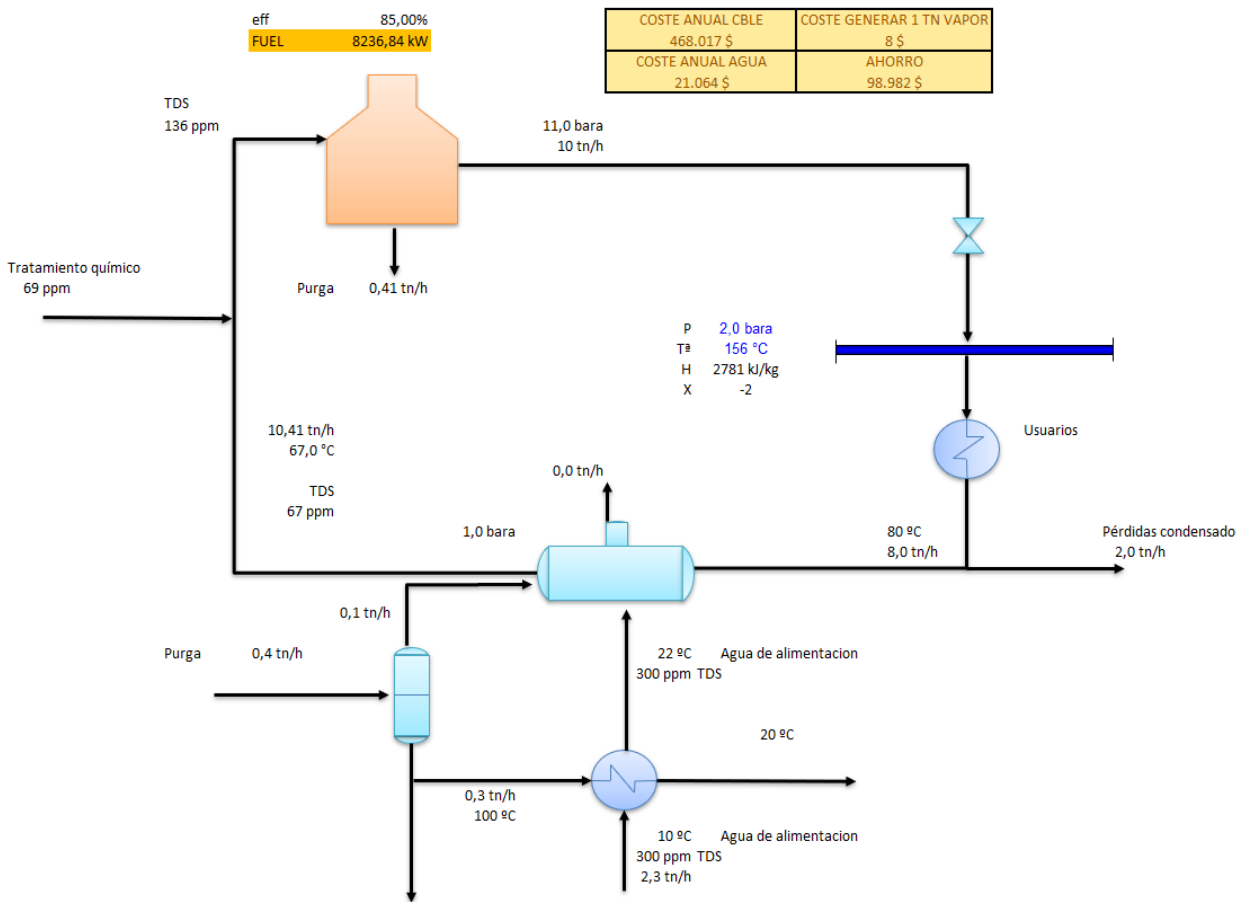 eff 85,00%
FUEL 8236,84 kW
COSTE ANUAL CBLE COSTE GENERAR 1 TN VAPOR
468.017 $ 8 $
COSTE ANUAL AGUA AHORRO
21.064 $ 98.982 $
TDS
136 ppm
11,0 bara
10 tn/h
Tratamiento químico
69 ppm
Purga 0,41 tn/h
P 2,0 bara
Tª 156 °C
H 2781 kJ/kg
X -2
10,41 tn/h
67,0 °C
TDS
67 ppm
Usuarios
0,0 tn/h
1,0 bara
80 ºC
8,0 tn/h
Pérdidas condensado
2,0 tn/h
0,1 tn/h
Purga 0,4 tn/h
22 ºC Agua de alimentacion
300 ppm TDS
20 ºC
0,3 tn/h
100 ºC
10 ºC Agua de alimentacion
300 ppm TDS
2,3 tn/h